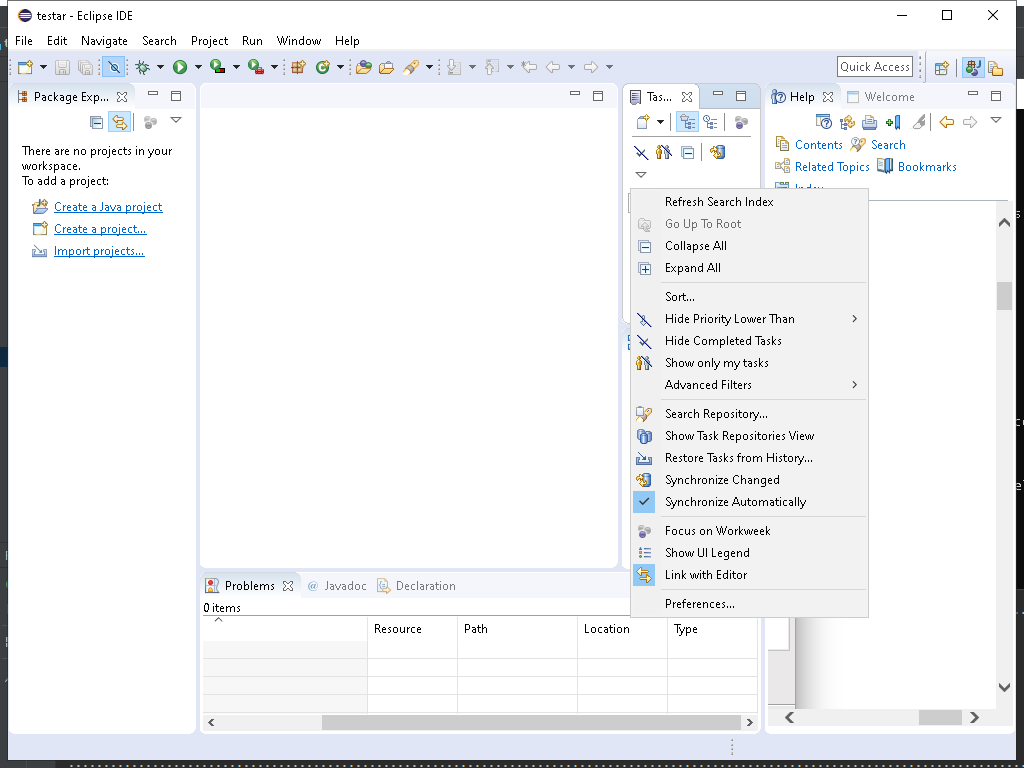 testar - Eclipse IDE
File Edit Navigate Search Project Run Window Help
Quick Access
Package Exp...
There are no projects in your
workspace.
To add a project:
Create a Java project
Create a project...
Import projects...
Tas...
Help
Welcome
Contents
Search
Related Topics
Bookmarks
Index
Refresh Search Index
Go Up To Root
Collapse All
Expand All
Sort...
Hide Priority Lower Than
Hide Completed Tasks
Show only my tasks
Advanced Filters
Search Repository...
Show Task Repositories View
Restore Tasks from History...
Synchronize Changed
Synchronize Automatically
Focus on Workweek
Show UI Legend
Link with Editor
Preferences...
Problems
@ Javadoc
Declaration
0 items
Resource Path Location Type